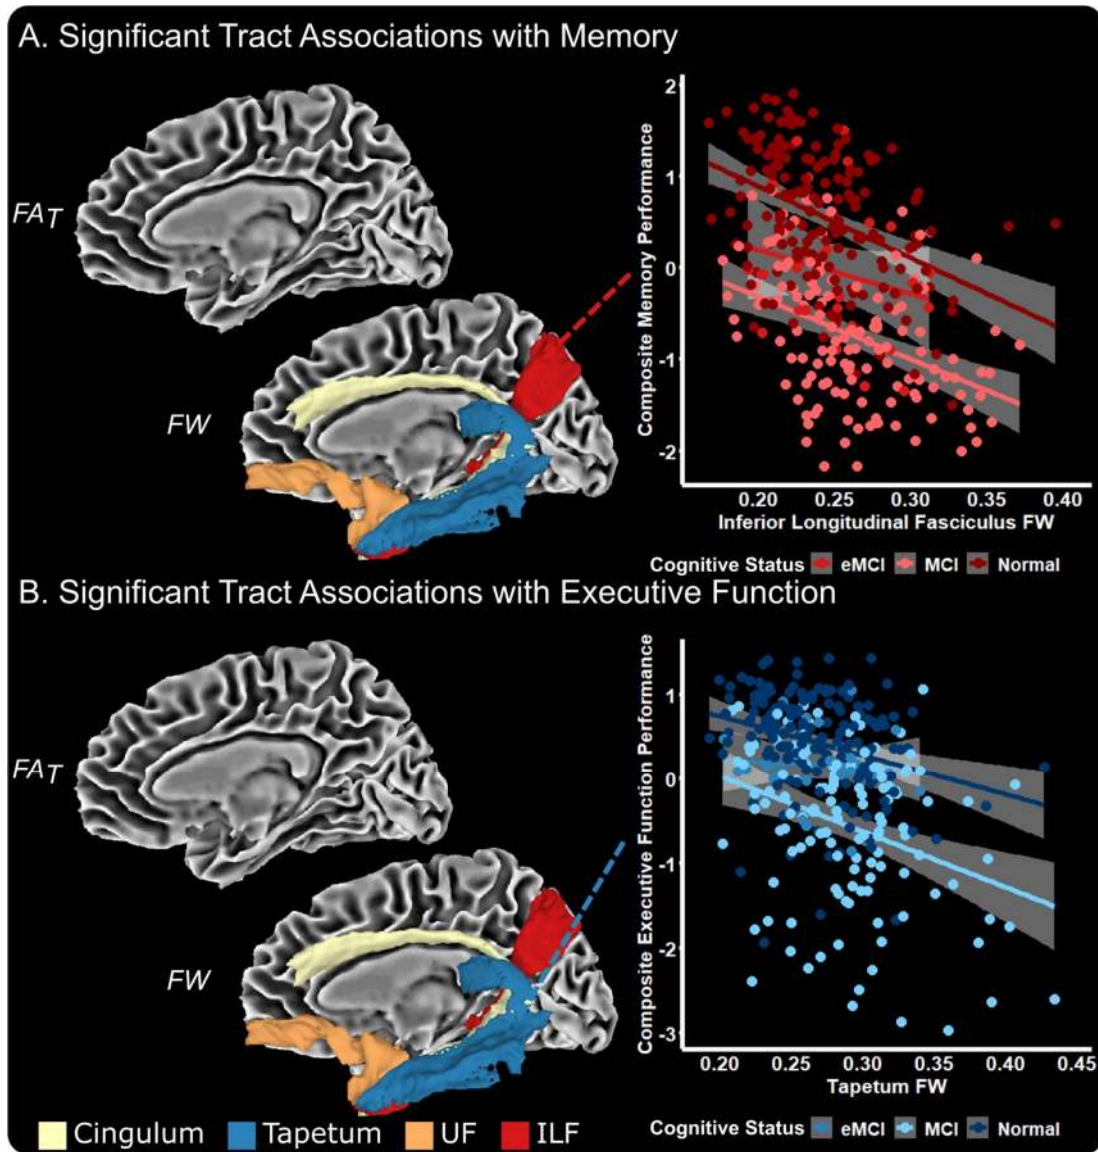 A. Significant Tract Associations with Memory
FAT
FW
Composite Memory Performance
2
1
0
-1
-2
0.20 0.25 0.30 0.35 0.40
Inferior Longitudinal Fasciculus FW
Cognitive Status eMCI MCI Normal
B. Significant Tract Associations with Executive Function
FAT
FW
Composite Executive Function Performance
1
0
-1
-2
-3
0.20 0.25 0.30 0.35 0.40 0.45
Tapetum FW
Cognitive Status eMCI MCI Normal
Cingulum Tapetum UF ILF